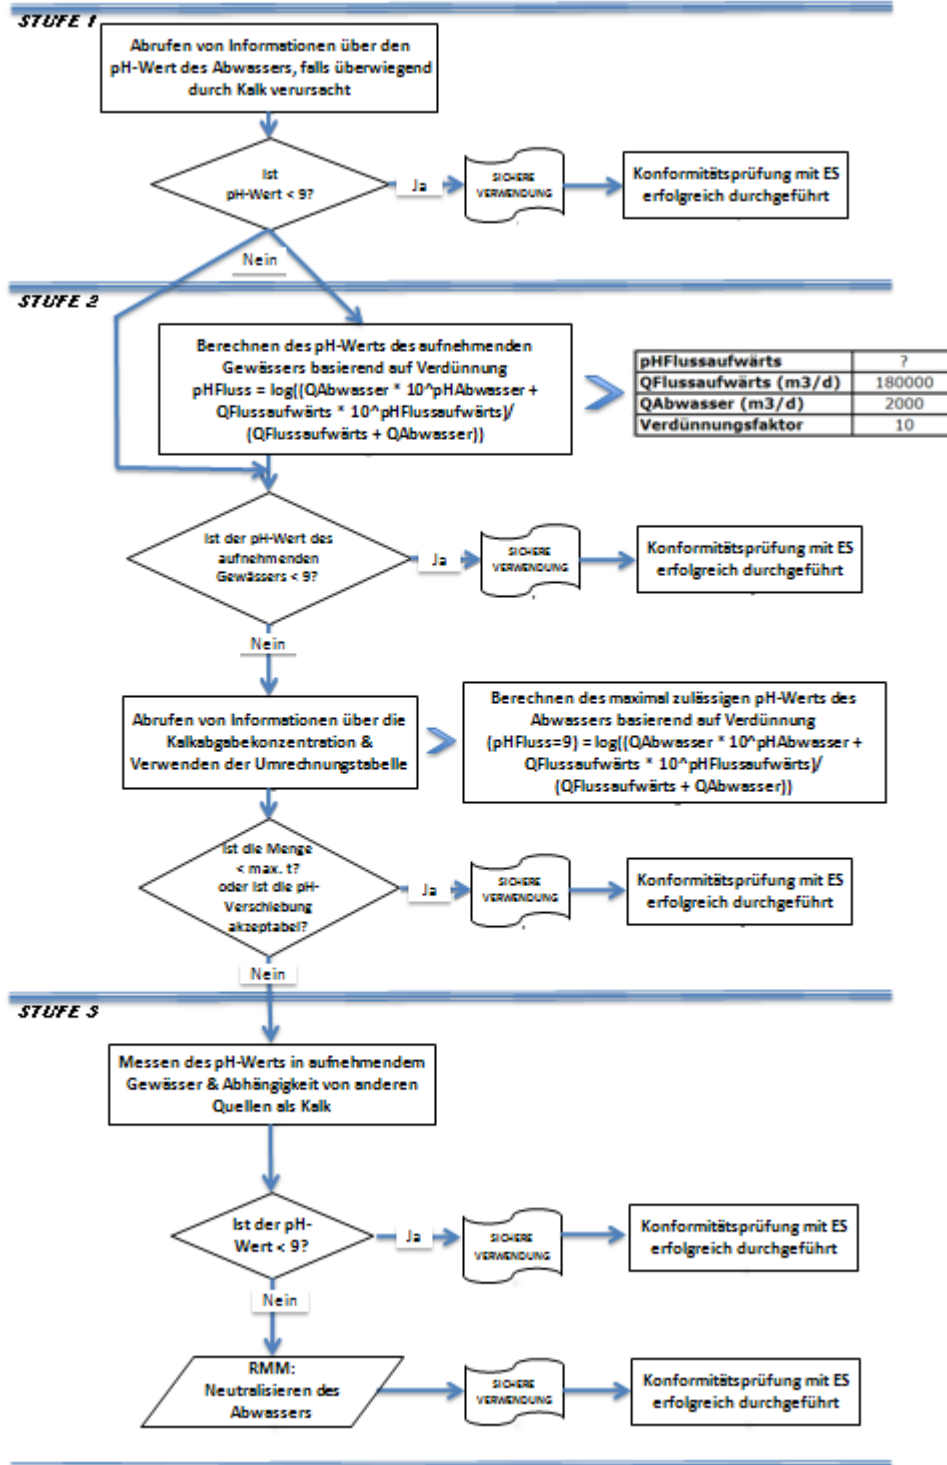 STUFE 1
Abrufen von Informationen über den
pH-Wert des Abwassers, falls überwiegend
durch Kalk verursacht
Ist
pH-Wert < 9?
Ja
SICHERE
VERWENDUNG
Konformitätsprüfung mit ES
erfolgreich durchgeführt
Nein
STUFE 2
Berechnen des pH-Werts des aufnehmenden
Gewässers basierend auf Verdünnung
pHFluss = log((QAbwasser * 10^pHAbwasser +
QFlussaufwärts * 10^pHFlussaufwärts)/
(QFlussaufwärts + QAbwasser))
pHFlussaufwärts ?
QFlussaufwärts (m3/d) 180000
QAbwasser (m3/d) 2000
Verdünnungsfaktor 10
Ist der pH-Wert des
aufnehmenden
Gewässers < 9?
Ja
SICHERE
VERWENDUNG
Konformitätsprüfung mit ES
erfolgreich durchgeführt
Nein
Abrufen von Informationen über die
Kalkabgabekonzentration &
Verwenden der Umrechnungstabelle
Berechnen des maximal zulässigen pH-Werts des
Abwassers basierend auf Verdünnung
(pHFluss=9) = log((QAbwasser * 10^pHAbwasser +
QFlussaufwärts * 10^pHFlussaufwärts)/
(QFlussaufwärts + QAbwasser))
Ist die Menge
< max. t?
oder ist die pH-
Verschiebung
akzeptabel?
Ja
SICHERE
VERWENDUNG
Konformitätsprüfung mit ES
erfolgreich durchgeführt
Nein
STUFE 3
Messen des pH-Werts in aufnehmendem
Gewässer & Abhängigkeit von anderen
Quellen als Kalk
Ist der pH-
Wert < 9?
Ja
SICHERE
VERWENDUNG
Konformitätsprüfung mit ES
erfolgreich durchgeführt
Nein
RMM:
Neutralisieren des
Abwassers
SICHERE
VERWENDUNG
Konformitätsprüfung mit ES
erfolgreich durchgeführt